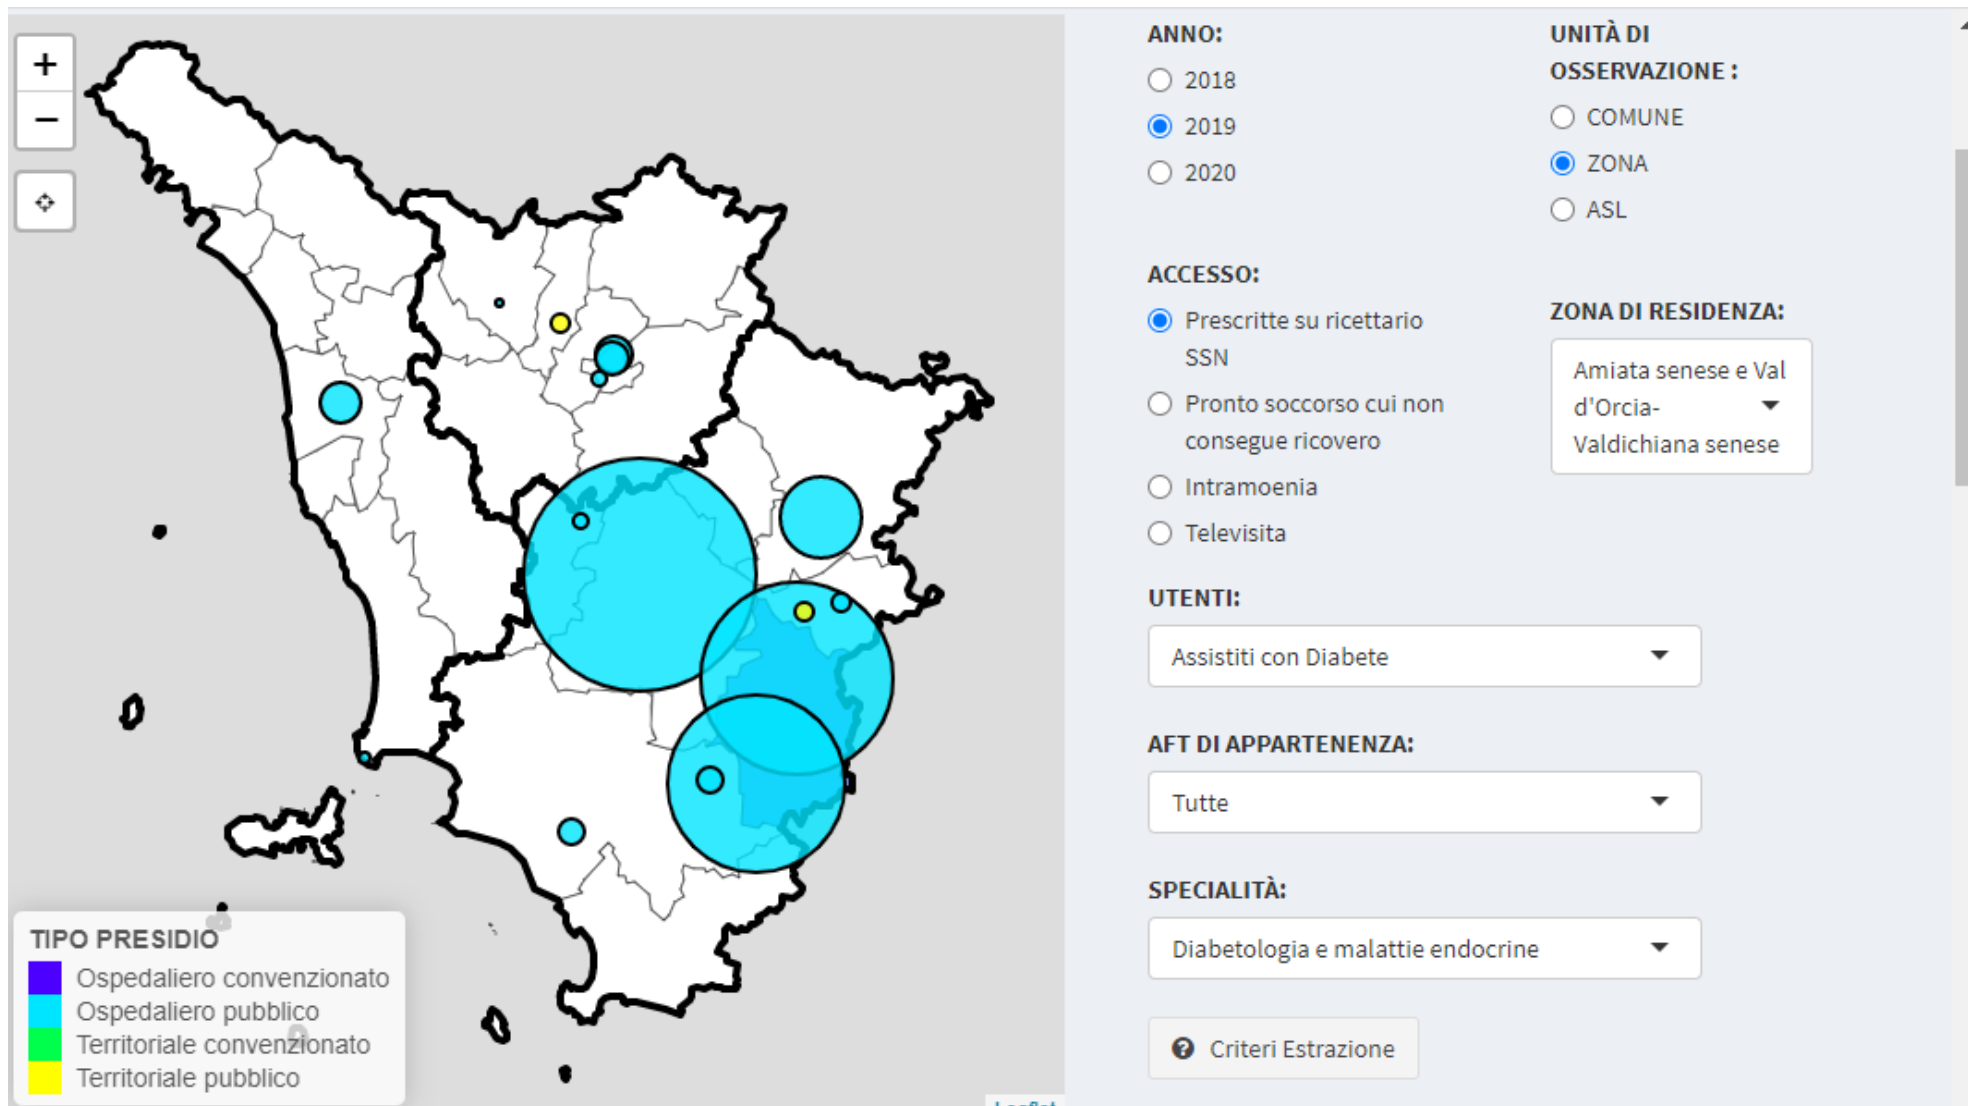 +
−
ANNO:
2018
2019
2020
UNITÀ DI
OSSERVAZIONE :
COMUNE
ZONA
ASL
ACCESSO:
Prescritte su ricettario
SSN
Pronto soccorso cui non
consegue ricovero
Intramoenia
Televisita
ZONA DI RESIDENZA:
Amiata senese e Val
d'Orcia-
Valdichiana senese
UTENTI:
Assistiti con Diabete
AFT DI APPARTENENZA:
Tutte
SPECIALITÀ:
Diabetologia e malattie endocrine
Criteri Estrazione
TIPO PRESIDIO
Ospedaliero convenzionato
Ospedaliero pubblico
Territoriale convenzionato
Territoriale pubblico